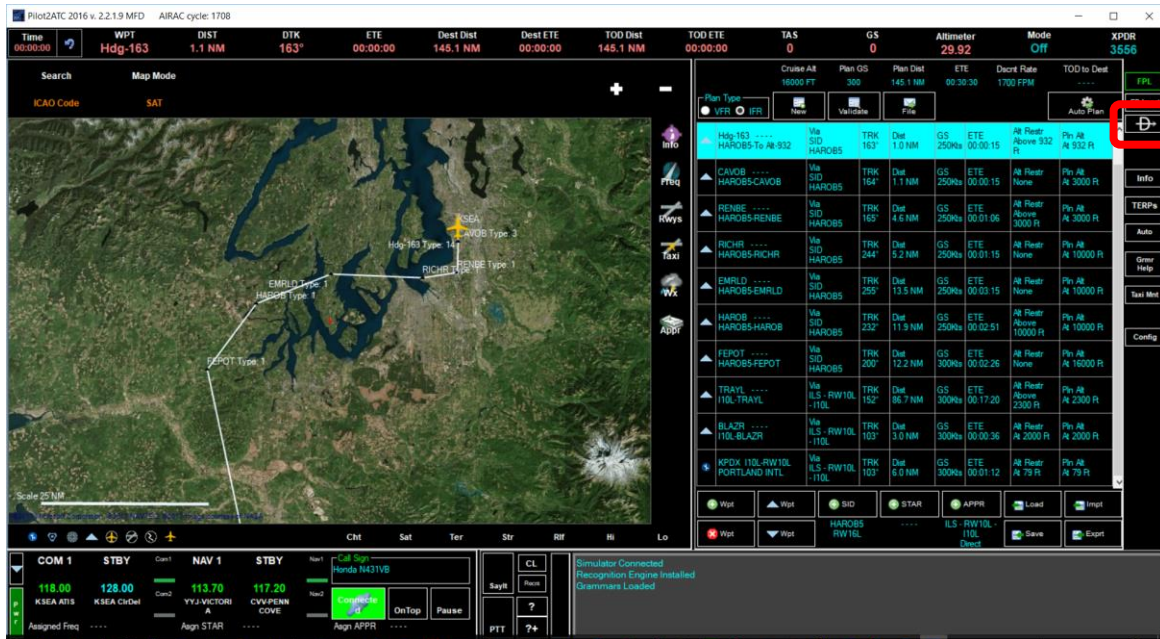 Pilot2ATC 2016 v. 2.2.1.9 MFD AIRAC cycle: 1708
Time WPT DIST DTK ETE Dest Dist Dest ETE TOD Dist TOD ETE TAS GS Altimeter Mode XPDR
00:00:00 Hdg-163 1.1 NM 163° 00:00:00 145.1 NM 00:00:00 145.1 NM 00:00:00 0 0 29.92 Off 3556
Search Map Mode
ICAO Code SAT
Info
Freq
Rwys
Taxi
Wx
Appr
KSEA
CAVOB Type: 3
Hdg-163 Type: 14
RENBE Type: 1
RICHR
EMRLD Type: 1
HAROB Type: 1
FEPOT Type: 1
Scale 25 NM
Cht Sat Ter Str Rlf Hi Lo
Cruise Alt Plan GS Plan Dist ETE Dscnt Rate TOD to Dest
16000 FT 300 145.1 NM 00:30:30 1700 FPM ----
Plan Type
VFR IFR New Validate File Auto Plan
Hdg-163 ---- Via TRK Dist GS ETE Alt Restr Pln Alt
HAROB5-To Alt-932 SID HAROB5 163° 1.0 NM 250Kts 00:00:15 Above 932 Ft At 932 Ft
CAVOB ---- Via TRK Dist GS ETE Alt Restr Pln Alt
HAROB5-CAVOB SID HAROB5 164° 1.1 NM 250Kts 00:00:15 None At 3000 Ft
RENBE ---- Via TRK Dist GS ETE Alt Restr Pln Alt
HAROB5-RENBE SID HAROB5 165° 4.6 NM 250Kts 00:01:06 Above 3000 Ft At 3000 Ft
RICHR ---- Via TRK Dist GS ETE Alt Restr Pln Alt
HAROB5-RICHR SID HAROB5 244° 5.2 NM 250Kts 00:01:15 None At 10000 Ft
EMRLD ---- Via TRK Dist GS ETE Alt Restr Pln Alt
HAROB5-EMRLD SID HAROB5 255° 13.5 NM 250Kts 00:03:15 None At 10000 Ft
HAROB ---- Via TRK Dist GS ETE Alt Restr Pln Alt
HAROB5-HAROB SID HAROB5 232° 11.9 NM 250Kts 00:02:51 Above 10000 Ft At 10000 Ft
FEPOT ---- Via TRK Dist GS ETE Alt Restr Pln Alt
HAROB5-FEPOT SID HAROB5 200° 12.2 NM 300Kts 00:02:26 None At 16000 Ft
TRAYL ---- Via TRK Dist GS ETE Alt Restr Pln Alt
I10L-TRAYL ILS - RW10L - I10L 152° 86.7 NM 300Kts 00:17:20 Above 2300 Ft At 2300 Ft
BLAZR ---- Via TRK Dist GS ETE Alt Restr Pln Alt
I10L-BLAZR ILS - RW10L - I10L 103° 3.0 NM 300Kts 00:00:36 At 2000 Ft At 2000 Ft
KPDX I10L-RW10L Via TRK Dist GS ETE Alt Restr Pln Alt
PORTLAND INTL ILS - RW10L - I10L 103° 6.0 NM 300Kts 00:01:12 At 79 Ft At 79 Ft
Wpt Wpt SID STAR APPR Load Impt
Wpt Wpt HAROB5 RW16L ---- ILS - RW10L - I10L Direct Save Exprt
FPL
Info
TERPs
Auto
Grmr Help
Taxi Mnt
Config
COM 1 STBY Com1 NAV 1 STBY Nav1
118.00 128.00 Com2 113.70 117.20 Nav2
KSEA ATIS KSEA ClrDel YYJ-VICTORIA CVV-PENN COVE
Assigned Freq ---- Asgn STAR ---- Asgn APPR ----
Pwr
Call Sign
Honda N431VB
Connected OnTop Pause
SayIt
PTT
CL
Recos
?
?+
Simulator Connected
Recognition Engine Installed
Grammars Loaded